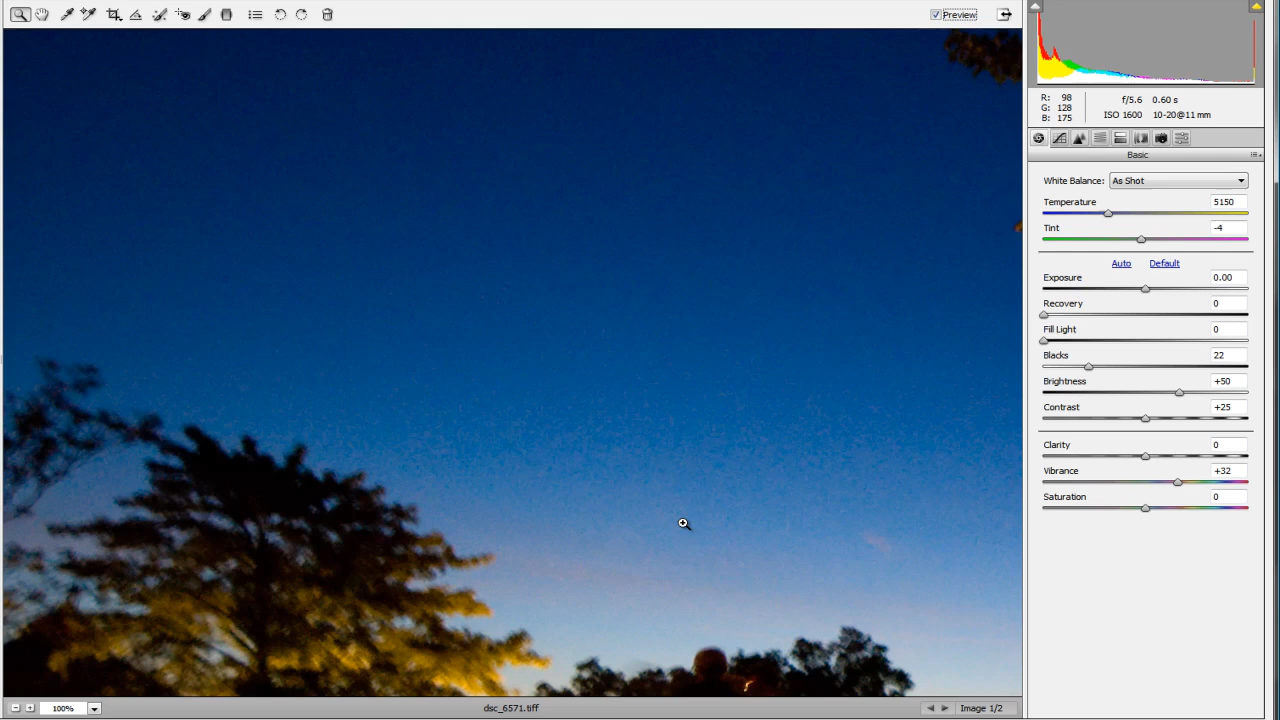 Preview
R: 98
G: 128
B: 175
f/5.6 0.60 s
ISO 1600 10-20@11 mm
Basic
White Balance: As Shot
Temperature 5150
Tint -4
Auto Default
Exposure 0.00
Recovery 0
Fill Light 0
Blacks 22
Brightness +50
Contrast +25
Clarity 0
Vibrance +32
Saturation 0
100%
dsc_6571.tiff
Image 1/2